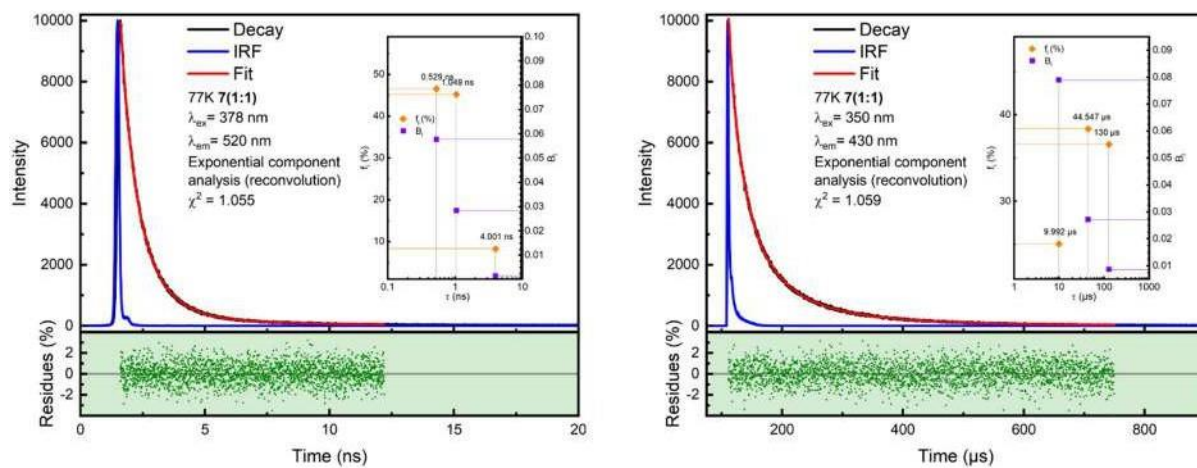 10000
8000
6000
4000
2000
0
Intensity
Decay
IRF
Fit
77K 7(1:1)
λex= 378 nm
λem= 520 nm
Exponential component
analysis (reconvolution)
χ² = 1.055
50
40
30
20
10
fi (%)
0.529 ns
1.048 ns
4.001 ns
fi(%)
Bi
0.10
0.09
0.08
0.07
0.06
0.05
0.04
0.03
0.02
0.01
Bi
0.1
1
10
τ (ns)
2
0
-2
Residues (%)
0
5
10
15
20
Time (ns)
10000
8000
6000
4000
2000
0
Intensity
Decay
IRF
Fit
77K 7(1:1)
λex= 350 nm
λem= 430 nm
Exponential component
analysis (reconvolution)
χ² = 1.059
40
30
fi (%)
fi(%)
Bi
44.547 µs
130 µs
9.992 µs
0.09
0.08
0.07
0.06
0.05
0.04
0.03
0.02
0.01
Bi
1
10
100
1000
τ (µs)
2
0
-2
Residues (%)
200
400
600
800
Time (µs)